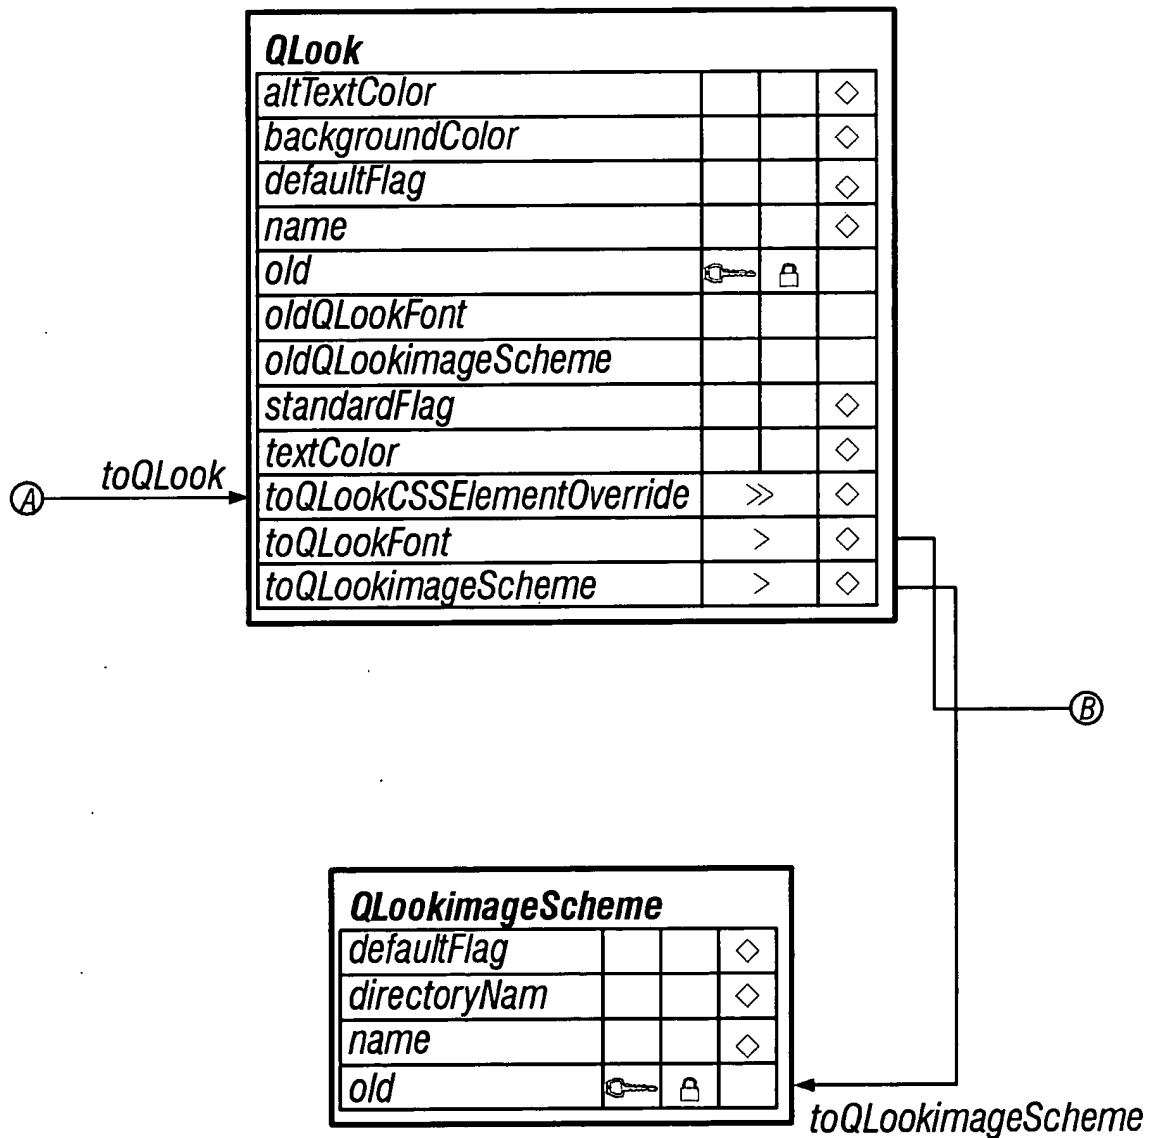 QLook
altTextColor
backgroundColor
defaultFlag
name
old
oldQLookFont
oldQLookimageScheme
standardFlag
textColor
A toQLook
toQLookCSSElementOverride >>
toQLookFont >
toQLookimageScheme >
B
QLookimageScheme
defaultFlag
directoryNam
name
old
toQLookimageScheme